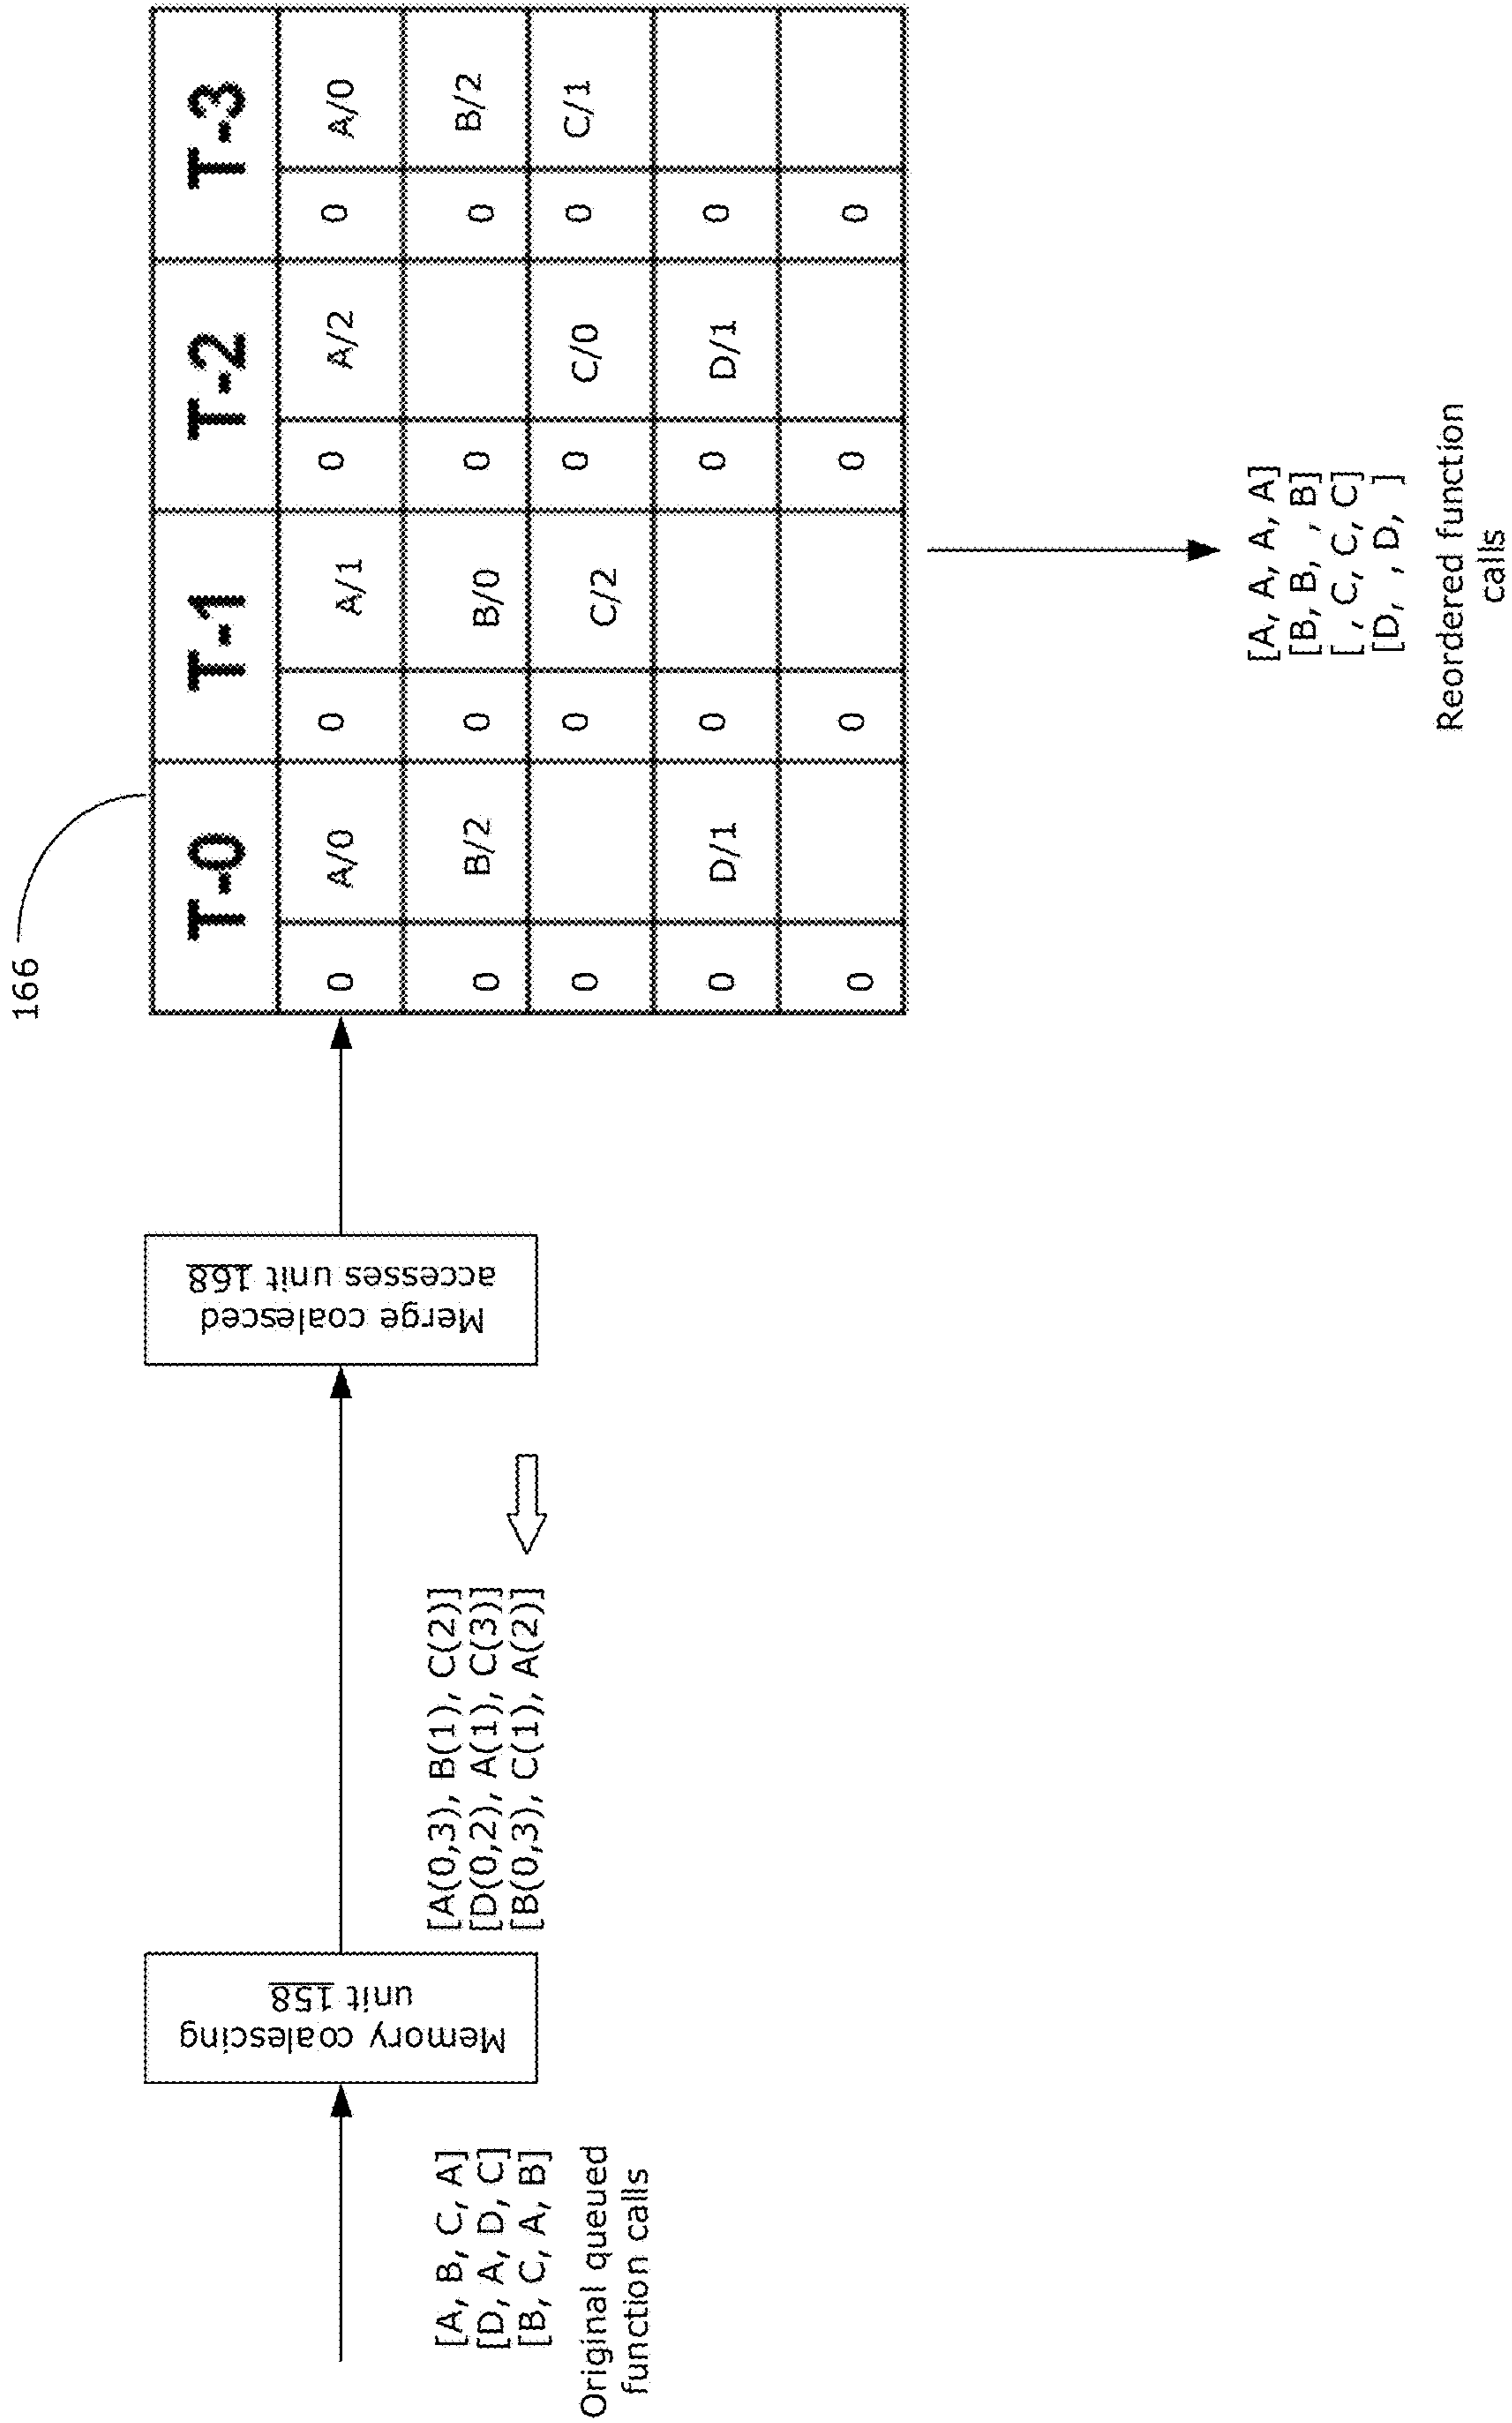 166
[A, B, C, A]
[D, A, D, C]
[B, C, A, B]
Original queued
function calls
Memory coalescing
unit 158
[A(0,3), B(1), C(2)]
[D(0,2), A(1), C(3)]
[B(0,3), C(1), A(2)]
Merge coalesced
accesses unit 168
T-0 T-1 T-2 T-3
0 A/0 0 A/1 0 A/2 0 A/0
0 B/2 0 B/0 0 0 B/2
0 0 C/2 0 C/0 0 C/1
0 D/1 0 0 D/1 0
0 0 0 0
[A, A, A, A]
[B, B, , B]
[ , C, C, C]
[D, , D, ]
Reordered function
calls